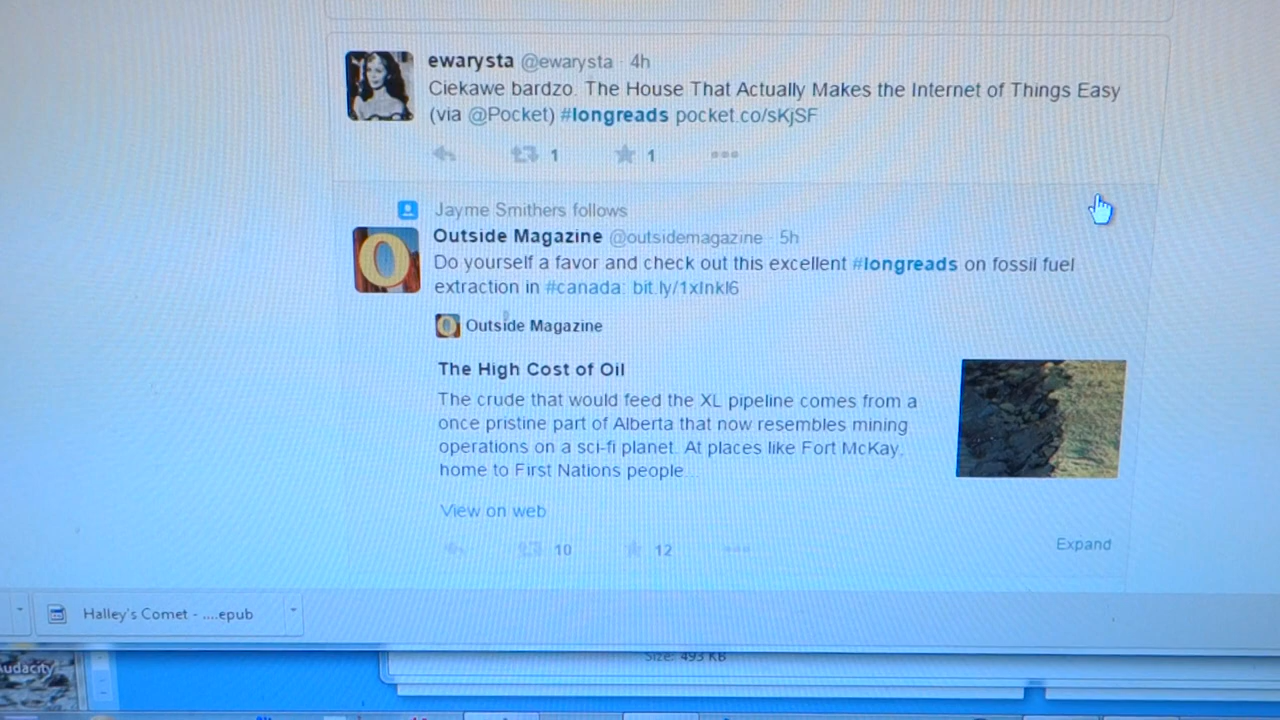 ewarysta @ewarysta · 4h
Ciekawe bardzo. The House That Actually Makes the Internet of Things Easy
(via @Pocket) #longreads pocket.co/sKjSF
1 1
Jayme Smithers follows
Outside Magazine @outsidemagazine · 5h
Do yourself a favor and check out this excellent #longreads on fossil fuel
extraction in #canada: bit.ly/1xInkI6
Outside Magazine
The High Cost of Oil
The crude that would feed the XL pipeline comes from a
once pristine part of Alberta that now resembles mining
operations on a sci-fi planet. At places like Fort McKay,
home to First Nations people...
View on web
10 12
Expand
Halley's Comet - ....epub
Audacity
Size: 493 KB